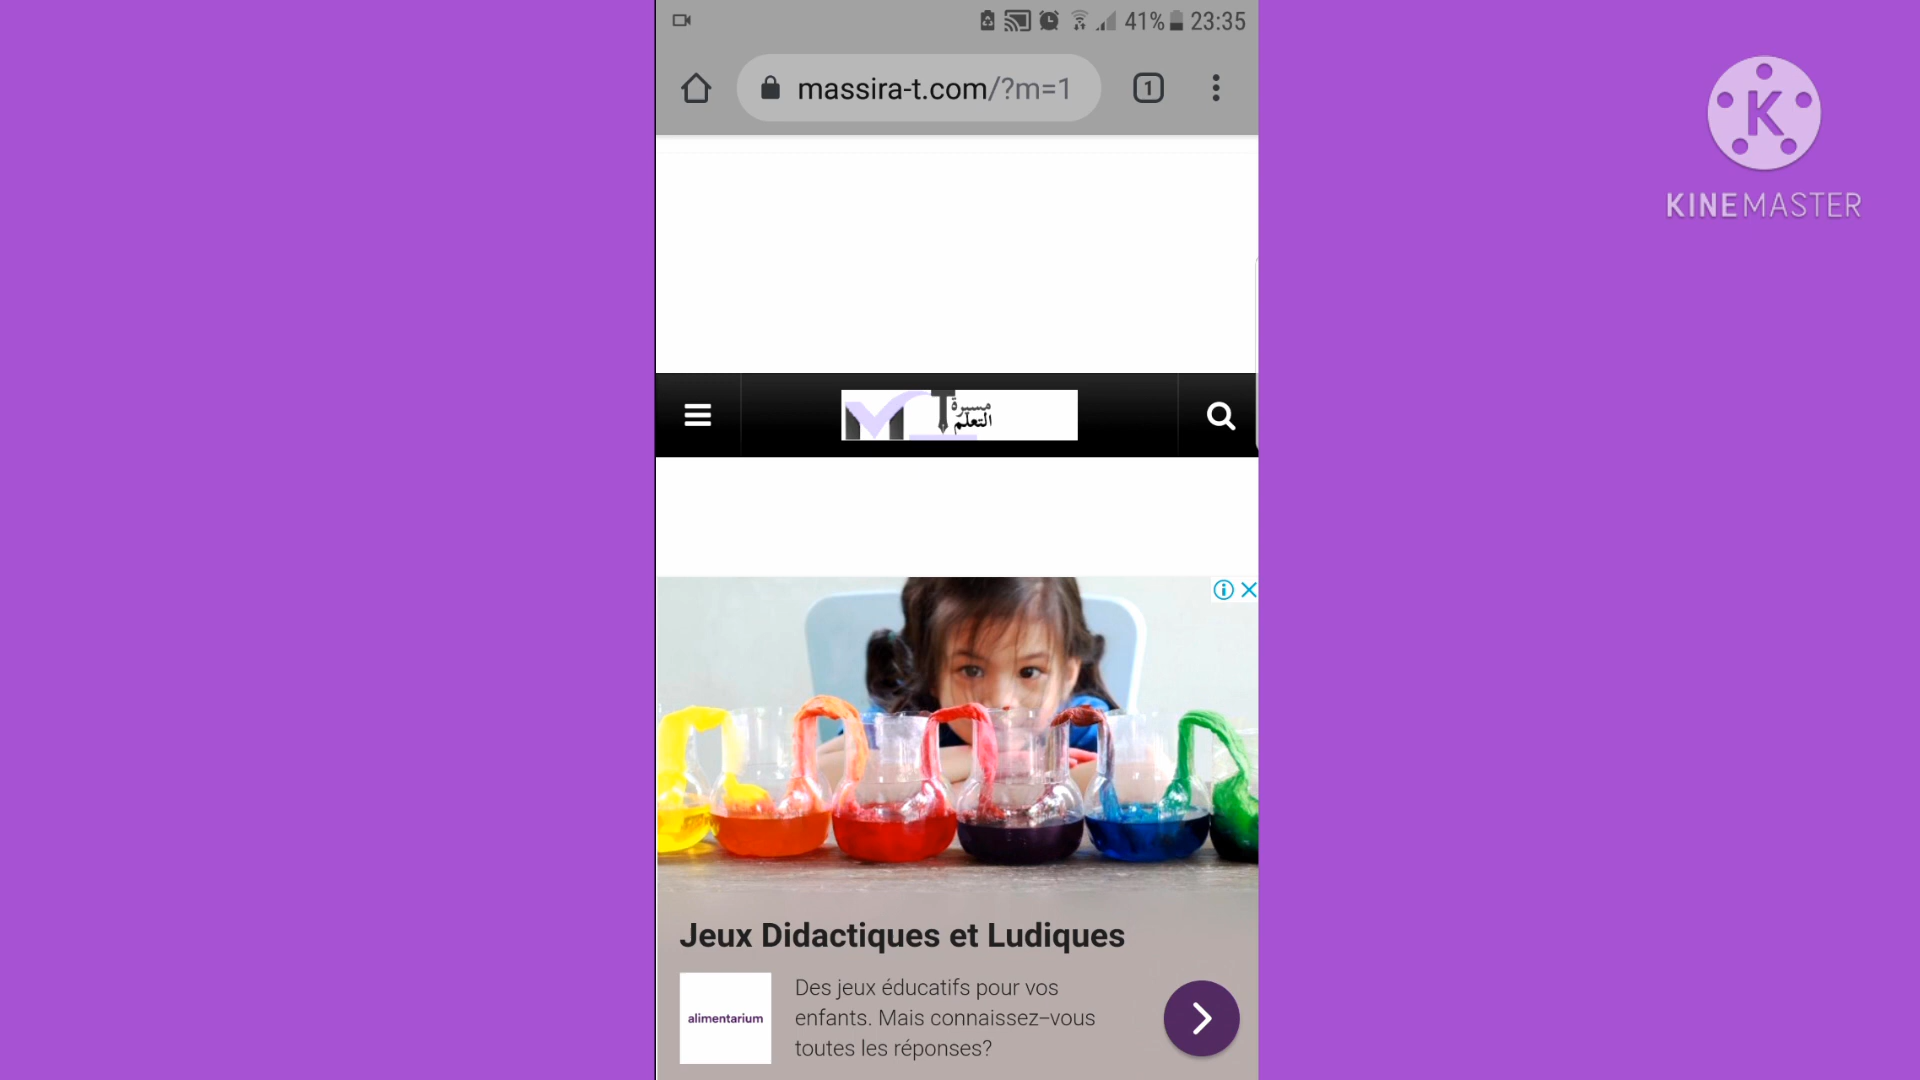 41% 23:35
massira-t.com/?m=1
1
K
KINEMASTER
مسيرة
التعلم
Jeux Didactiques et Ludiques
alimentarium
Des jeux éducatifs pour vos
enfants. Mais connaissez-vous
toutes les réponses?